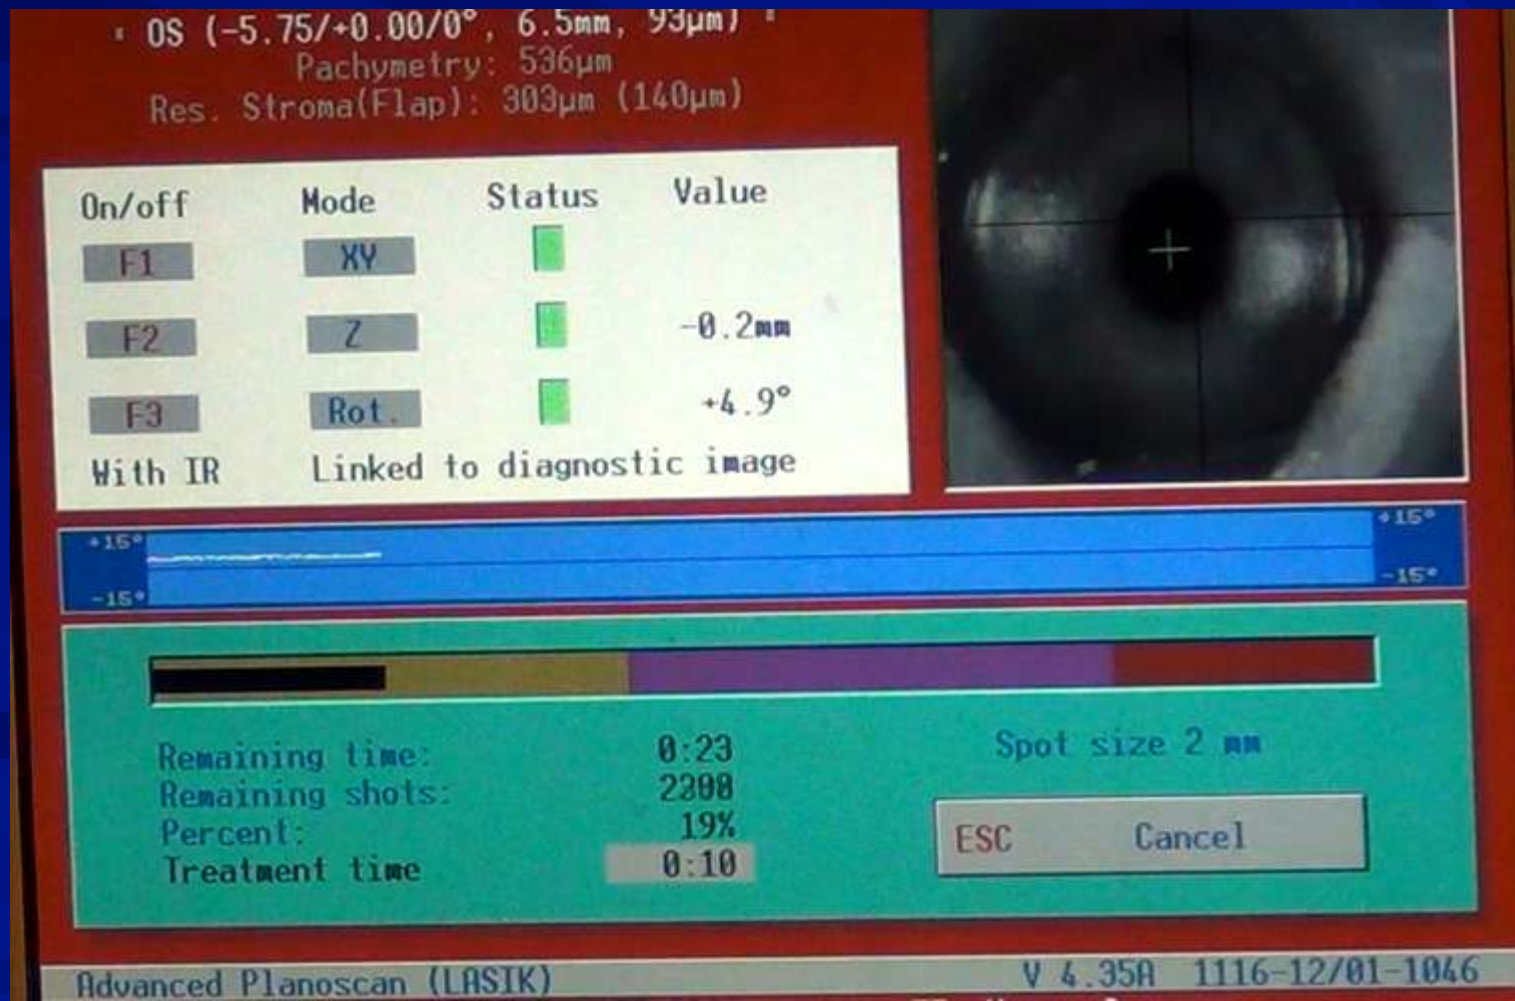 OS (-5.75/+0.00/0°, 6.5mm, 93µm)
Pachymetry: 536µm
Res. Stroma(Flap): 303µm (140µm)
On/off Mode Status Value
F1 XY
F2 Z -0.2mm
F3 Rot. +4.9°
With IR Linked to diagnostic image
+15° +15°
-15° -15°
Remaining time: 0:23 Spot size 2 mm
Remaining shots:
Percent: 19% ESC Cancel
Treatment time 0:10
Advanced Planoscan (LASIK) V 4.35A 1116-12/01-1046